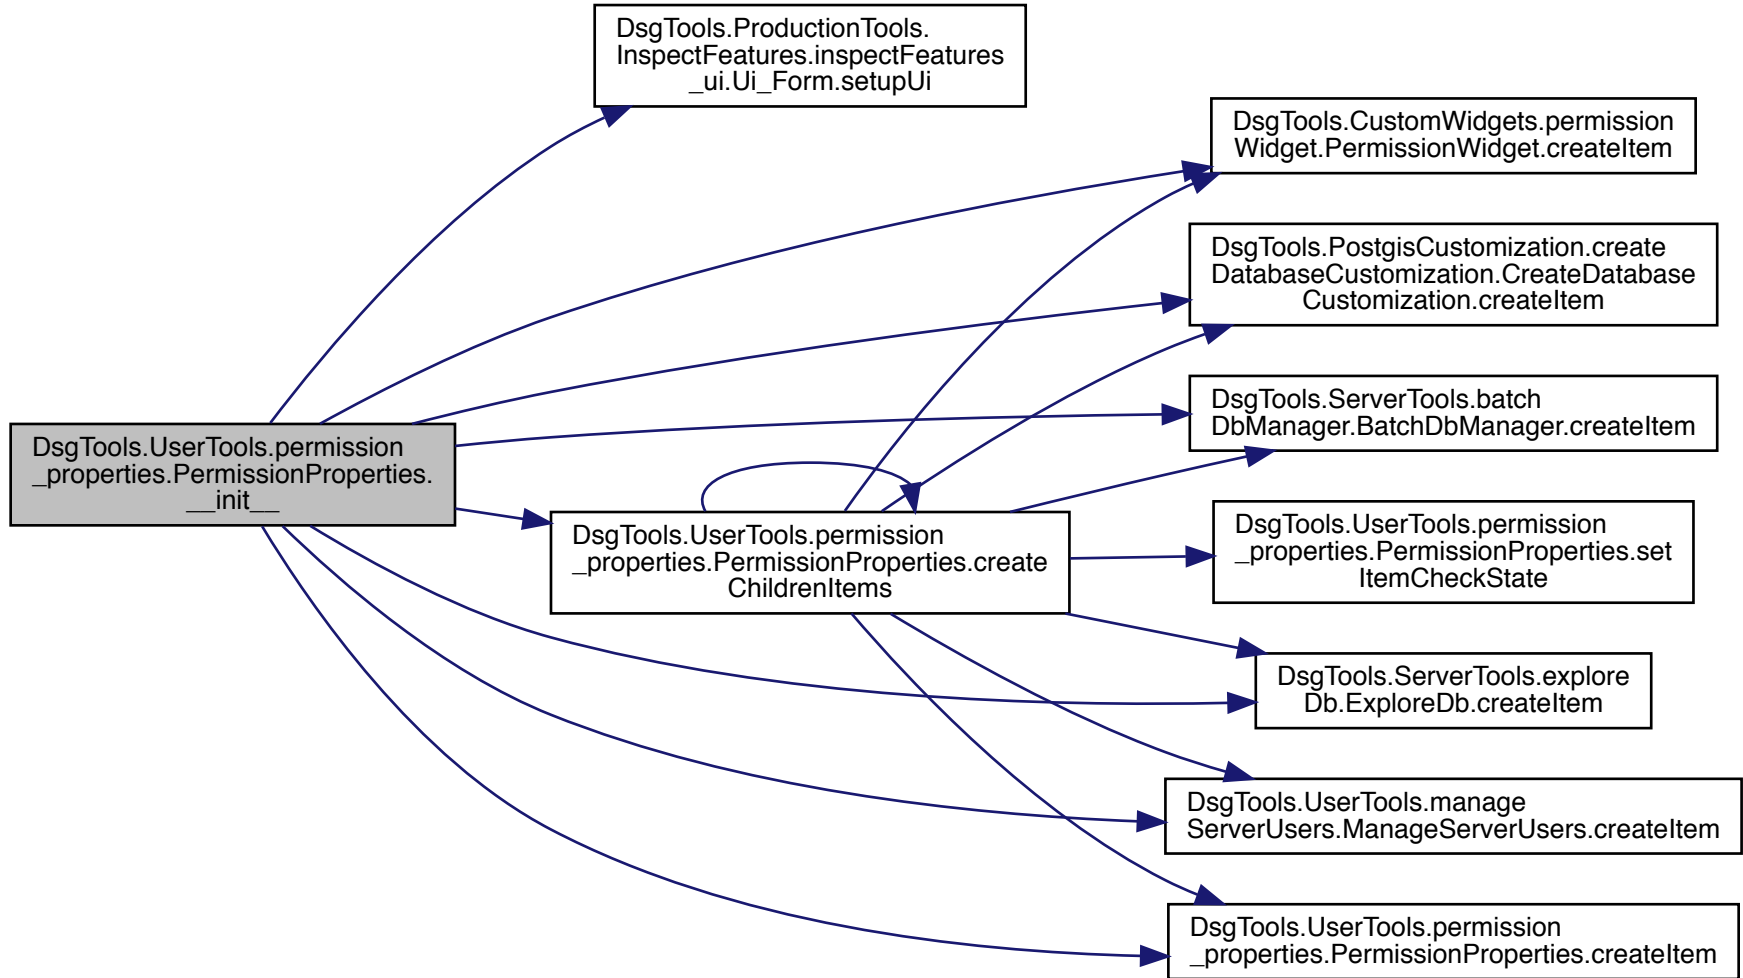 DsgTools.ProductionTools.
InspectFeatures.inspectFeatures
_ui.Ui_Form.setupUi
DsgTools.CustomWidgets.permission
Widget.PermissionWidget.createItem
DsgTools.PostgisCustomization.create
DatabaseCustomization.CreateDatabase
Customization.createItem
DsgTools.ServerTools.batch
DbManager.BatchDbManager.createItem
DsgTools.UserTools.permission
_properties.PermissionProperties.
__init__
DsgTools.UserTools.permission
_properties.PermissionProperties.create
ChildrenItems
DsgTools.UserTools.permission
_properties.PermissionProperties.set
ItemCheckState
DsgTools.ServerTools.explore
Db.ExploreDb.createItem
DsgTools.UserTools.manage
ServerUsers.ManageServerUsers.createItem
DsgTools.UserTools.permission
_properties.PermissionProperties.createItem